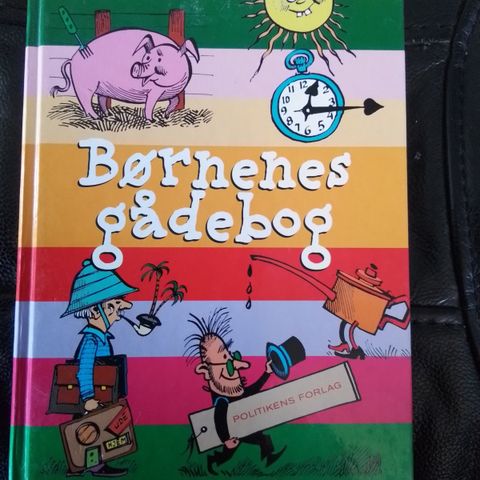 Børnenes
gådebog
POLITIKENS FORLAG